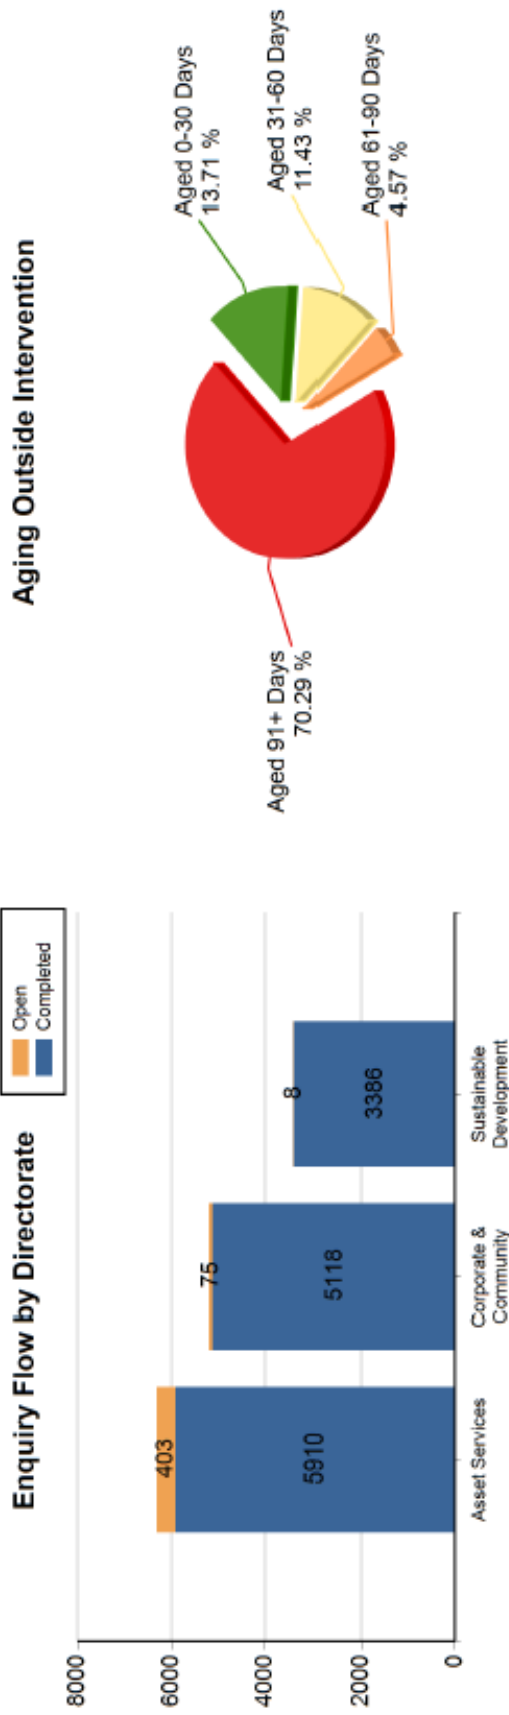 Enquiry Flow by Directorate
Open
Completed
8000
6000
4000
2000
0
403
5910
75
5118
8
3386
Asset Services
Corporate &
Community
Sustainable
Development
Aging Outside Intervention
Aged 0-30 Days
13.71 %
Aged 31-60 Days
11.43 %
Aged 61-90 Days
4.57 %
Aged 91+ Days
70.29 %